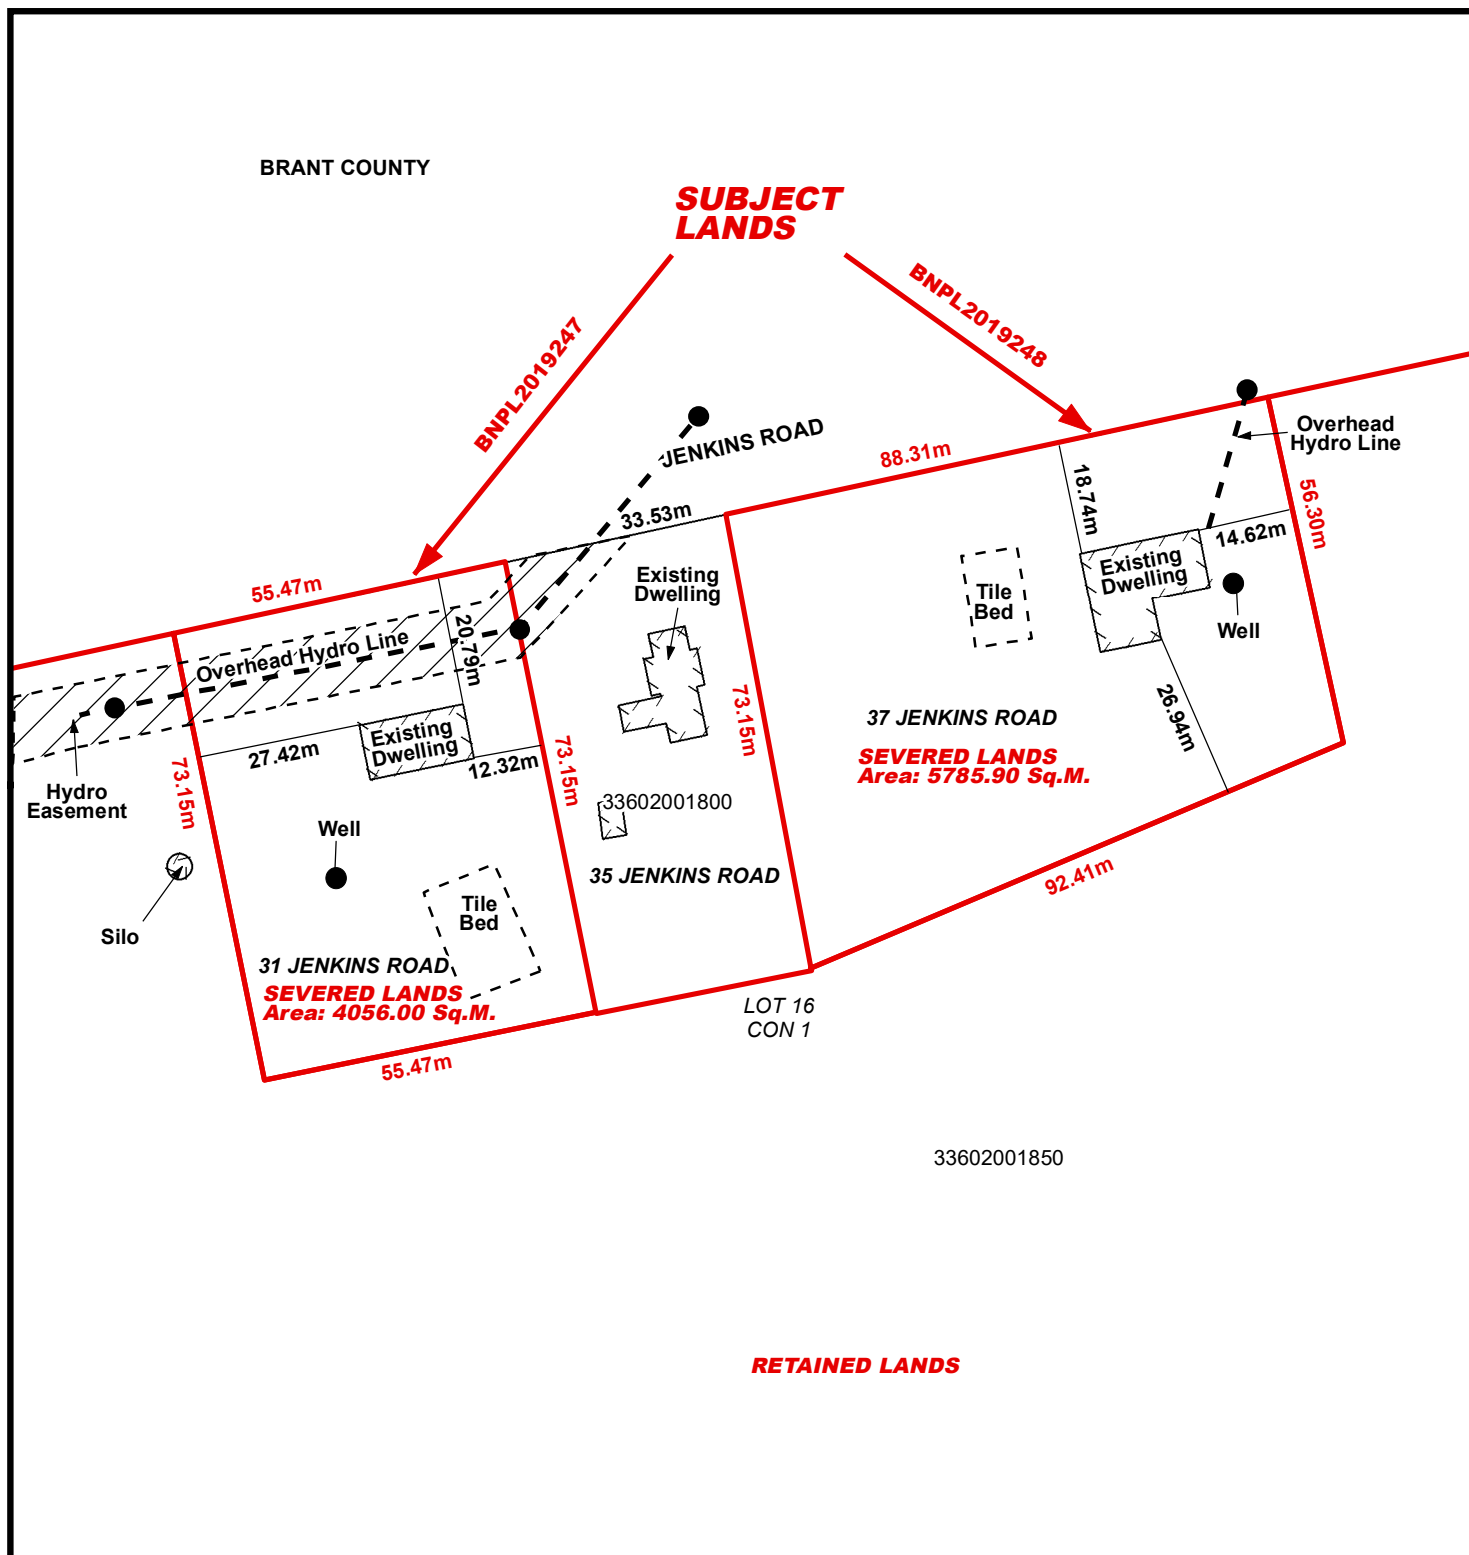 BRANT COUNTY
SUBJECT
LANDS
BNPL2019247
BNPL2019248
JENKINS ROAD
Overhead
Hydro Line
88.31m
18.74m
56.30m
14.62m
33.53m
55.47m
Existing
Dwelling
Existing
Dwelling
Tile
Bed
Well
Overhead Hydro Line
20.79m
73.15m
26.94m
37 JENKINS ROAD
SEVERED LANDS
Area: 5785.90 Sq.M.
27.42m
Existing
Dwelling
12.32m
73.15m
73.15m
Hydro
Easement
33602001800
Well
35 JENKINS ROAD
92.41m
Silo
Tile
Bed
31 JENKINS ROAD
SEVERED LANDS
Area: 4056.00 Sq.M.
LOT 16
CON 1
55.47m
33602001850
RETAINED LANDS